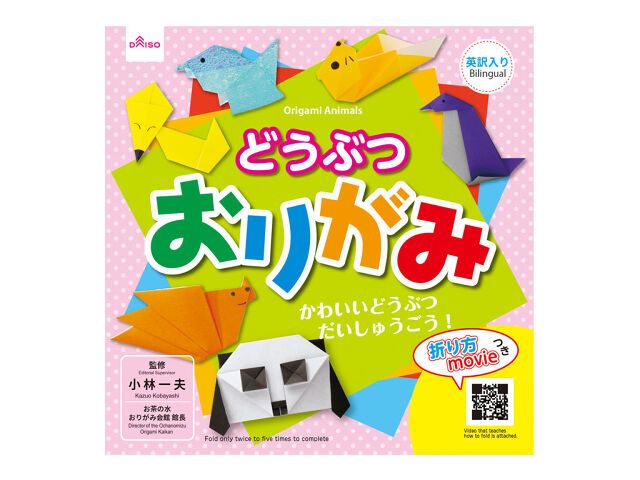 DAISO
英訳入り
Bilingual
Origami Animals
どうぶつ
おりがみ
かわいいどうぶつ
だいしゅうごう！
監修
Editorial Supervisor
小林一夫
Kazuo Kobayashi
お茶の水
おりがみ会館 館長
Director of the Ochanomizu
Origami Kaikan
折り方
movie
つき
Video that teaches
how to fold is attached.
Fold only twice to five times to complete